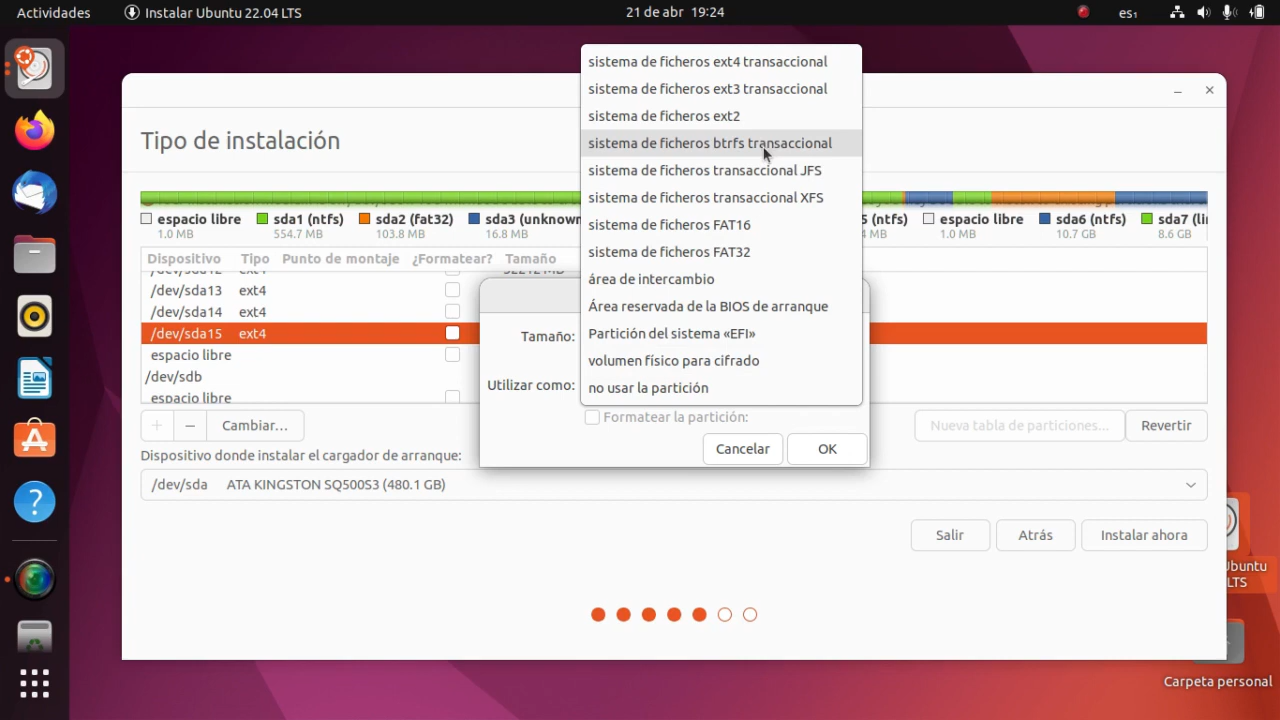 Actividades
Instalar Ubuntu 22.04 LTS
21 de abr 19:24
es₁
Tipo de instalación
espacio libre
1.0 MB
sda1 (ntfs)
554.7 MB
sda2 (fat32)
103.8 MB
sda3 (unknown
16.8 MB
5 (ntfs)
4 MB
espacio libre
1.0 MB
sda6 (ntfs)
10.7 GB
sda7 (li
8.6 GB
Dispositivo Tipo Punto de montaje ¿Formatear? Tamaño
/dev/sda13 ext4
/dev/sda14 ext4
/dev/sda15 ext4
espacio libre
/dev/sdb
espacio libre
sistema de ficheros ext4 transaccional
sistema de ficheros ext3 transaccional
sistema de ficheros ext2
sistema de ficheros btrfs transaccional
sistema de ficheros transaccional JFS
sistema de ficheros transaccional XFS
sistema de ficheros FAT16
sistema de ficheros FAT32
área de intercambio
Área reservada de la BIOS de arranque
Partición del sistema «EFI»
volumen físico para cifrado
no usar la partición
Tamaño:
Utilizar como:
Formatear la partición:
Cancelar
OK
+ − Cambiar...
Nueva tabla de particiones...
Revertir
Dispositivo donde instalar el cargador de arranque:
/dev/sda ATA KINGSTON SQ500S3 (480.1 GB)
Salir
Atrás
Instalar ahora
Ubuntu
LTS
Carpeta personal